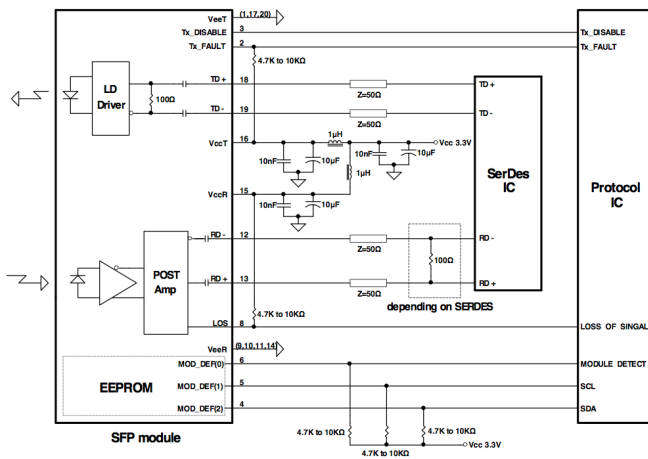 VeeT (1,17,20)
Tx_DISABLE 3 Tx_DISABLE
Tx_FAULT 2 Tx_FAULT
4.7K to 10KΩ
LD Driver
100Ω
TD + 18 Z=50Ω TD +
TD - 19 Z=50Ω TD -
VccT 16 1μH Vcc 3.3V
10nF 10μF 10nF 10μF
1μH
SerDes IC
Protocol IC
VccR 15
10nF 10μF
RD - 12 Z=50Ω RD -
POST Amp
100Ω
RD + 13 Z=50Ω RD +
depending on SERDES
4.7K to 10KΩ
LOS 8 LOSS OF SINGAL
VeeR (9,10,11,14)
EEPROM
MOD_DEF(0) 6 MODULE DETECT
MOD_DEF(1) 5 SCL
MOD_DEF(2) 4 SDA
4.7K to 10KΩ 4.7K to 10KΩ
4.7K to 10KΩ
Vcc 3.3V
SFP module